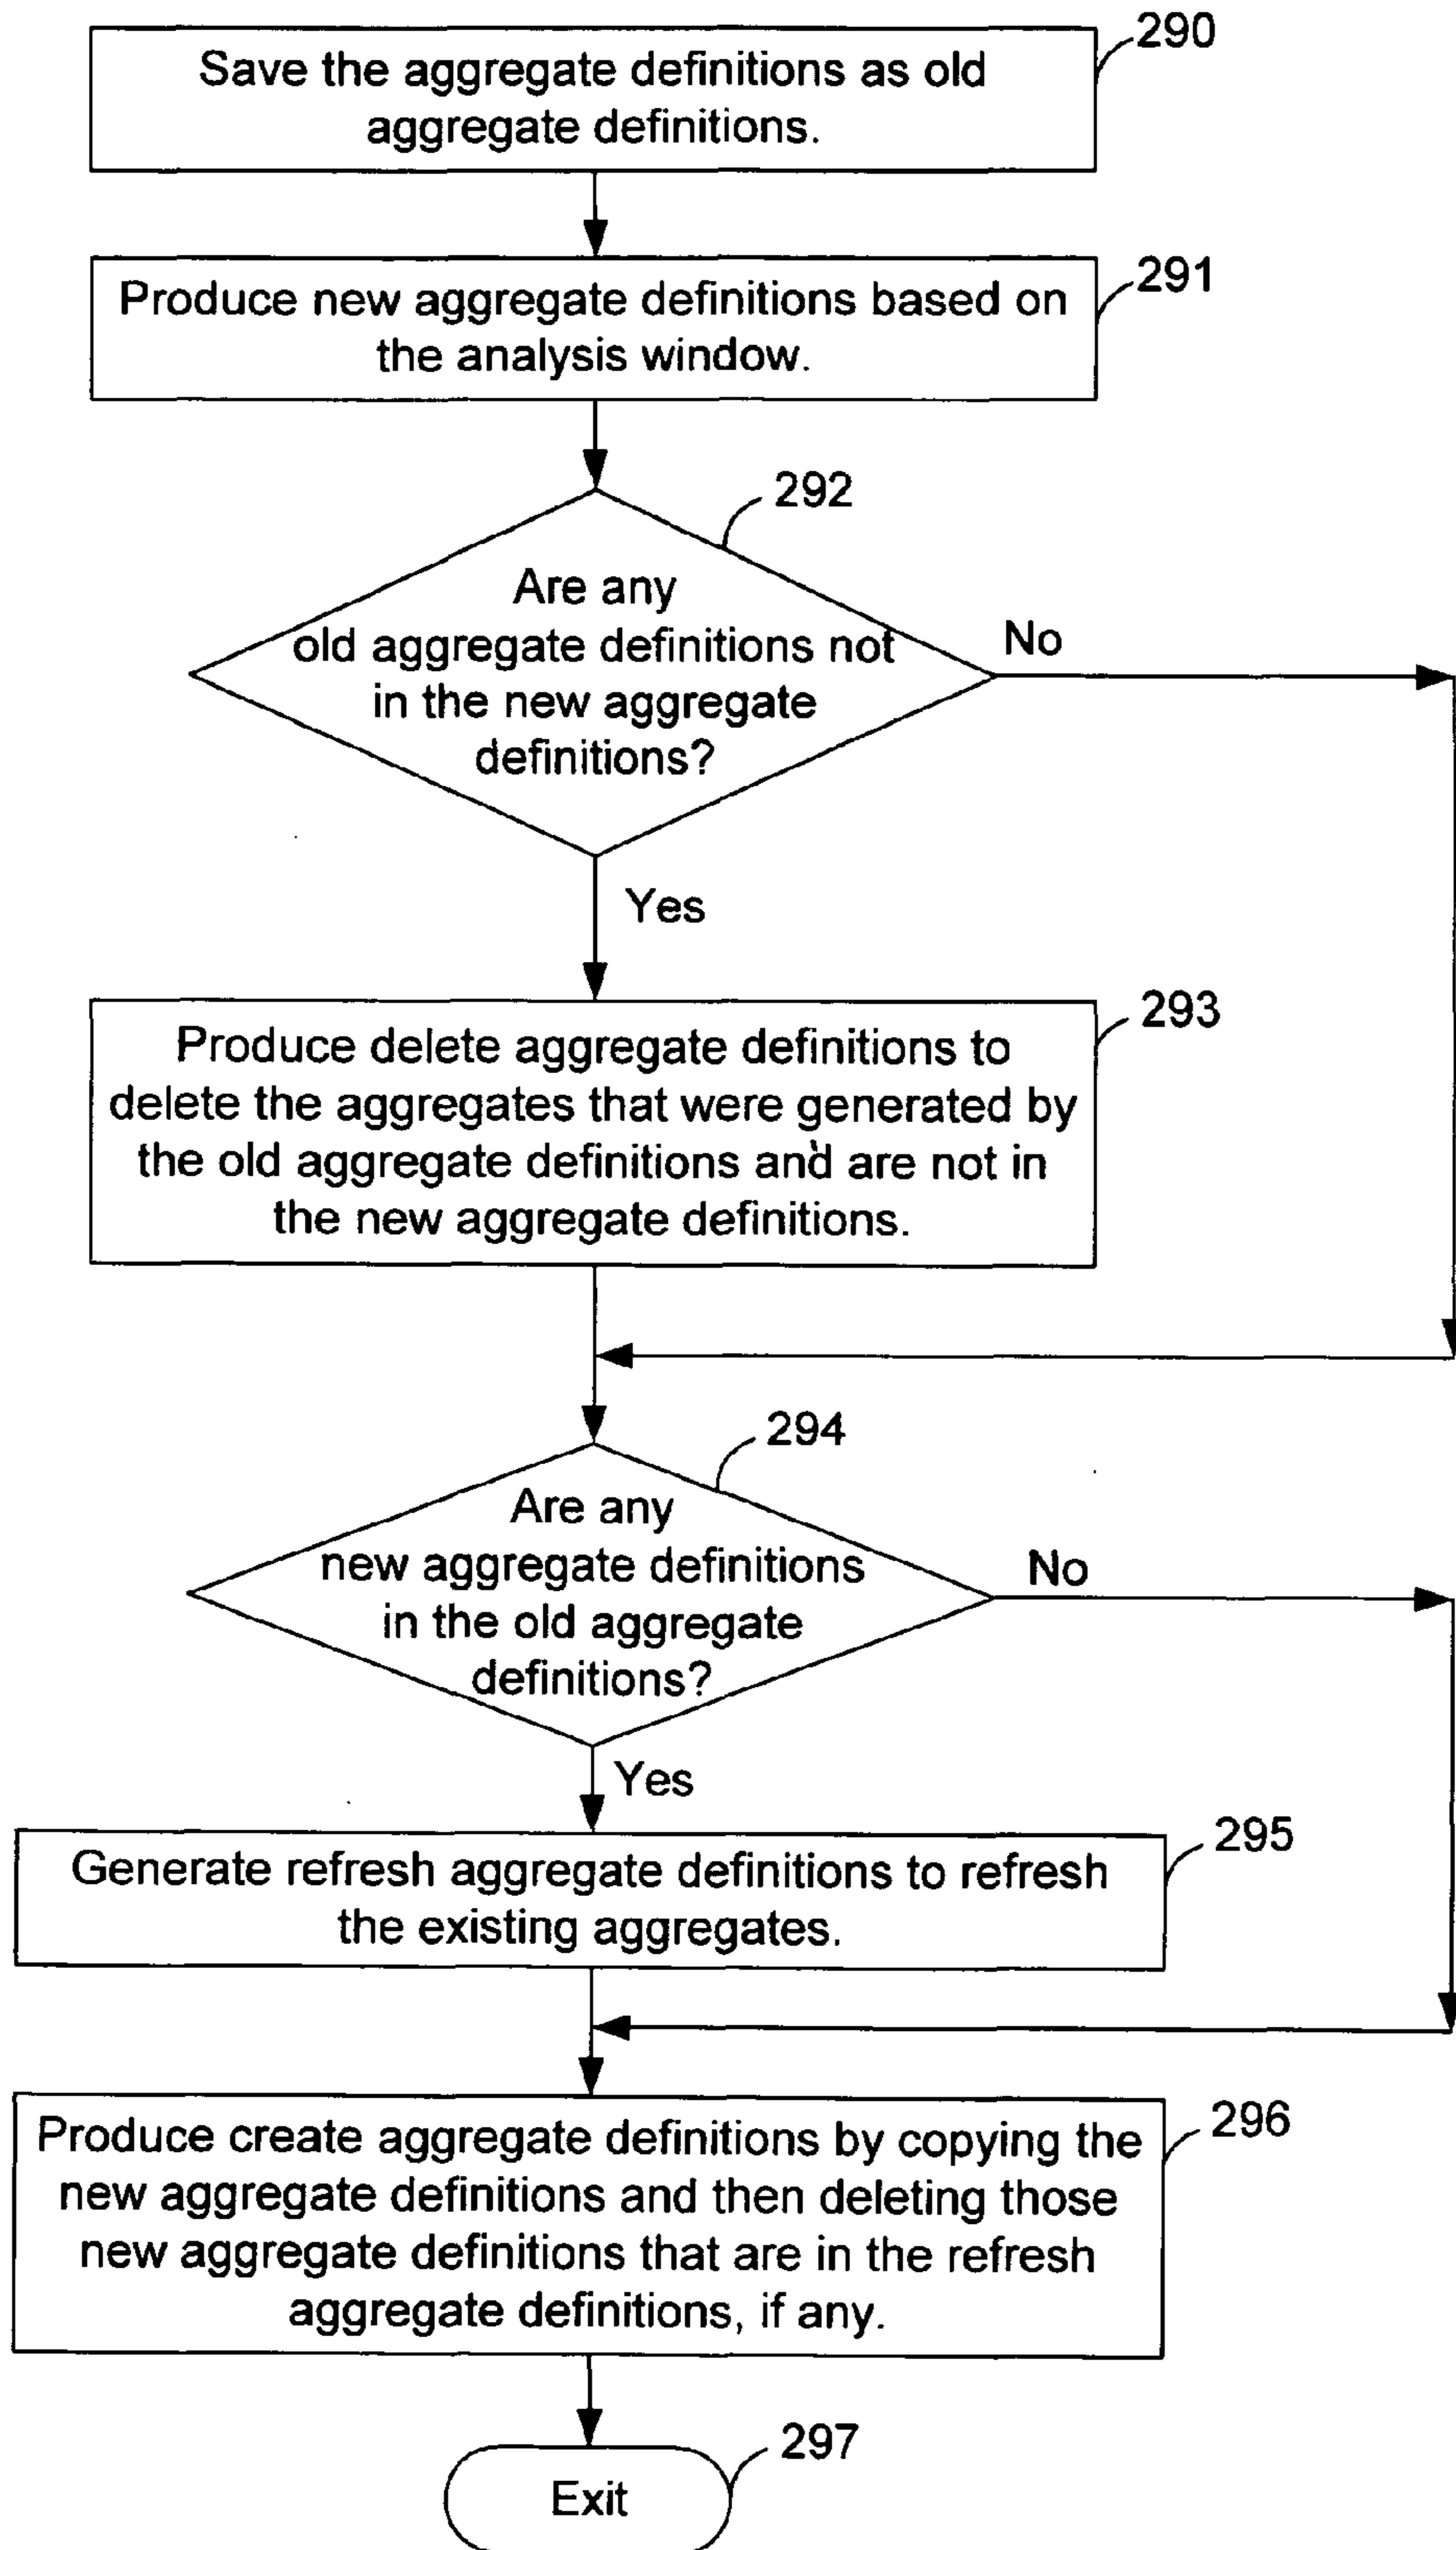 290
Save the aggregate definitions as old
aggregate definitions.
291
Produce new aggregate definitions based on
the analysis window.
292
Are any
old aggregate definitions not
in the new aggregate
definitions?
No
Yes
293
Produce delete aggregate definitions to
delete the aggregates that were generated by
the old aggregate definitions and are not in
the new aggregate definitions.
294
Are any
new aggregate definitions
in the old aggregate
definitions?
No
Yes
295
Generate refresh aggregate definitions to refresh
the existing aggregates.
296
Produce create aggregate definitions by copying the
new aggregate definitions and then deleting those
new aggregate definitions that are in the refresh
aggregate definitions, if any.
297
Exit